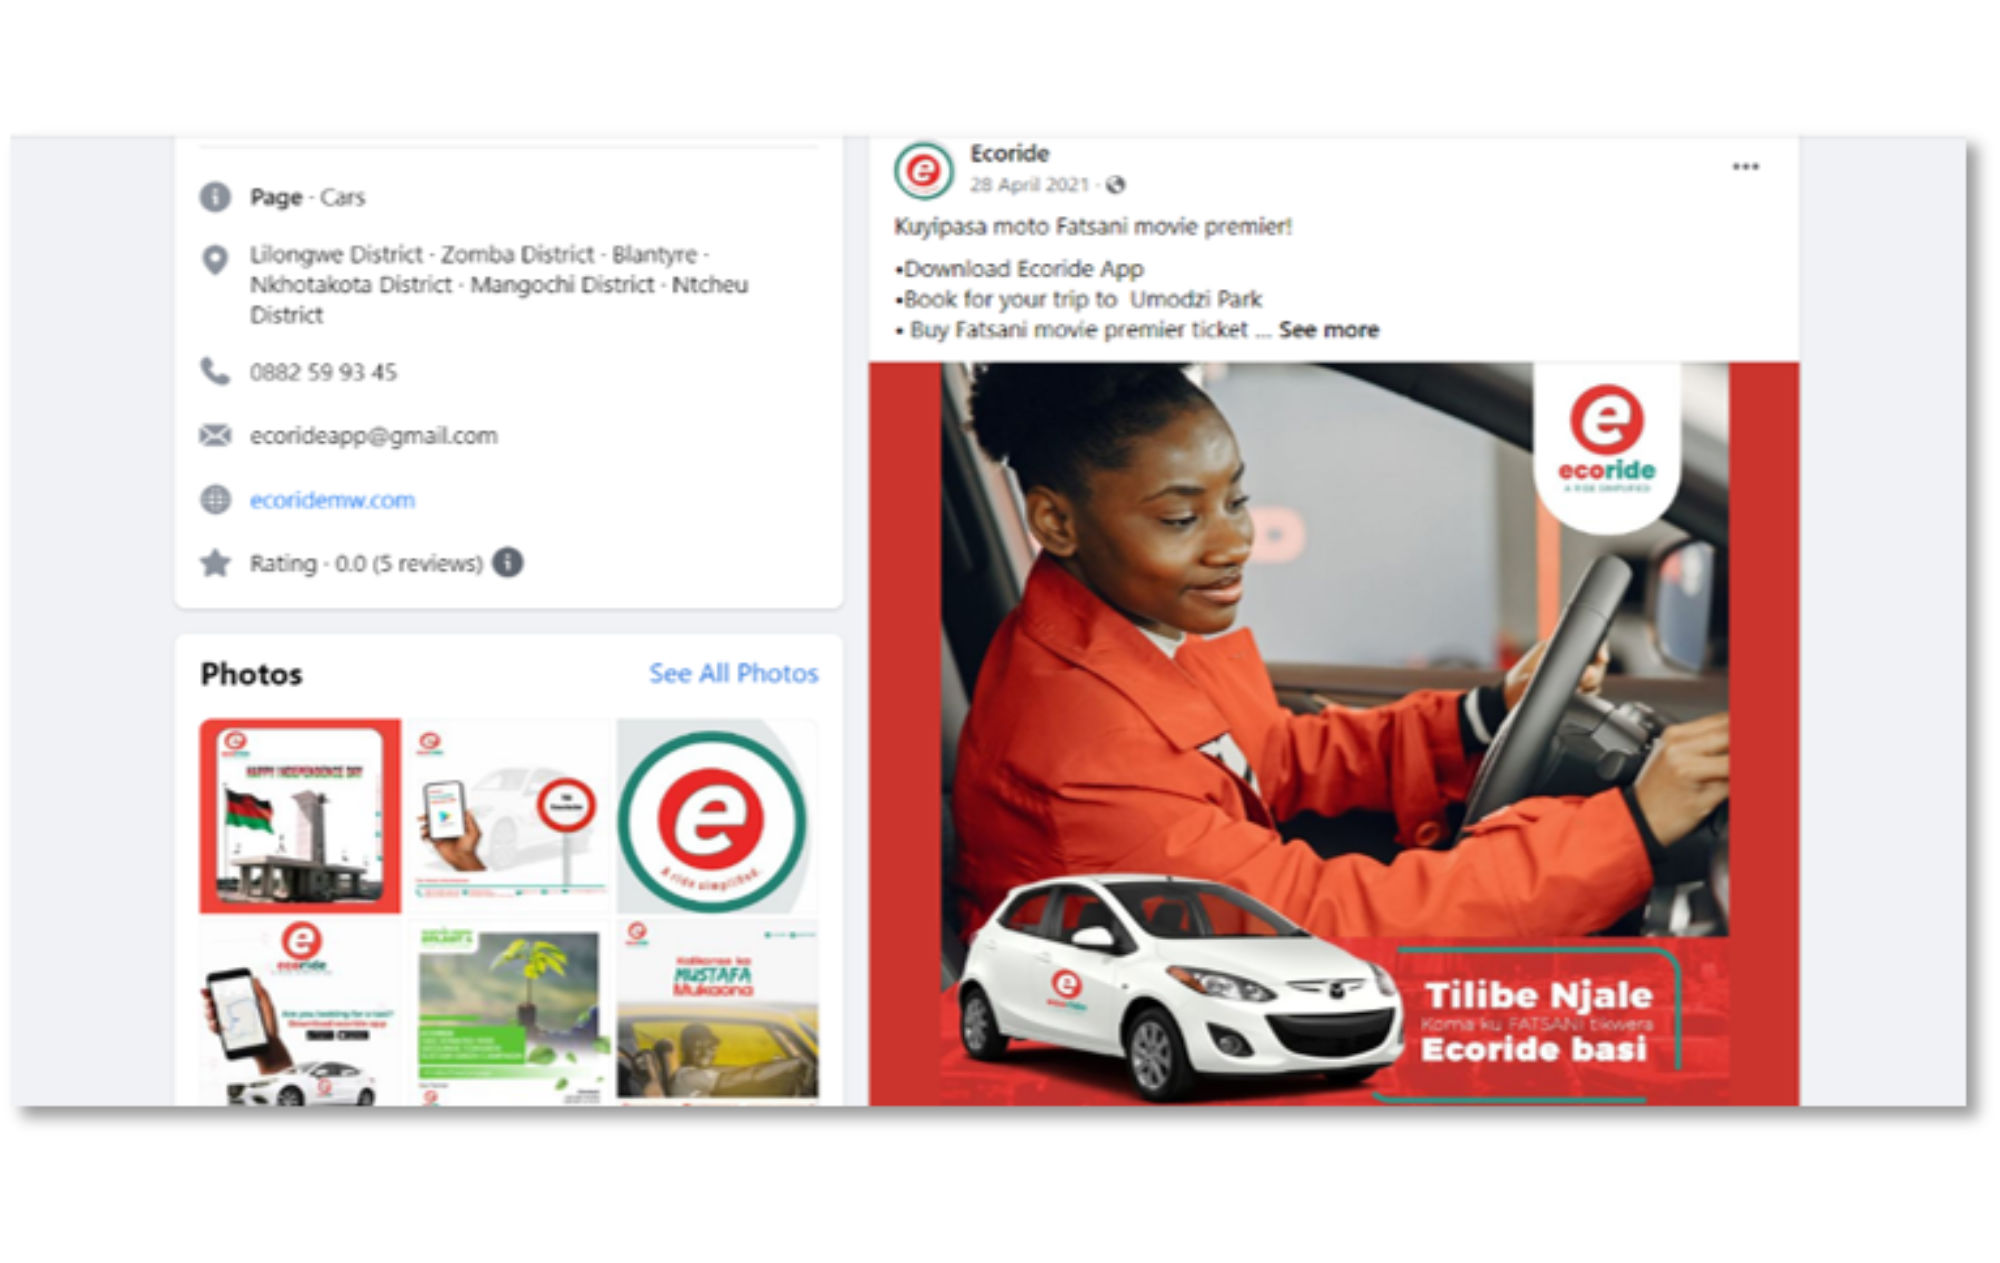 Page · Cars
Lilongwe District · Zomba District · Blantyre ·
Nkhotakota District · Mangochi District · Ntcheu
District
0882 59 93 45
ecorideapp@gmail.com
ecoridemw.com
Rating · 0.0 (5 reviews)
Photos
See All Photos
HAPPY INDEPENDENCE DAY
e
A ride simplified.
e
ecoride
Are you looking for a taxi?
Download ecoride app
Kulikonse ko
MUSTAFA
Mukaona
Ecoride
28 April 2021 ·
Kuyipasa moto Fatsani movie premier!
•Download Ecoride App
•Book for your trip to Umodzi Park
• Buy Fatsani movie premier ticket ... See more
e
ecoride
A RIDE SIMPLIFIED
e
ecoride
Tilibe Njale
Koma ku FATSANI tikwera
Ecoride basi